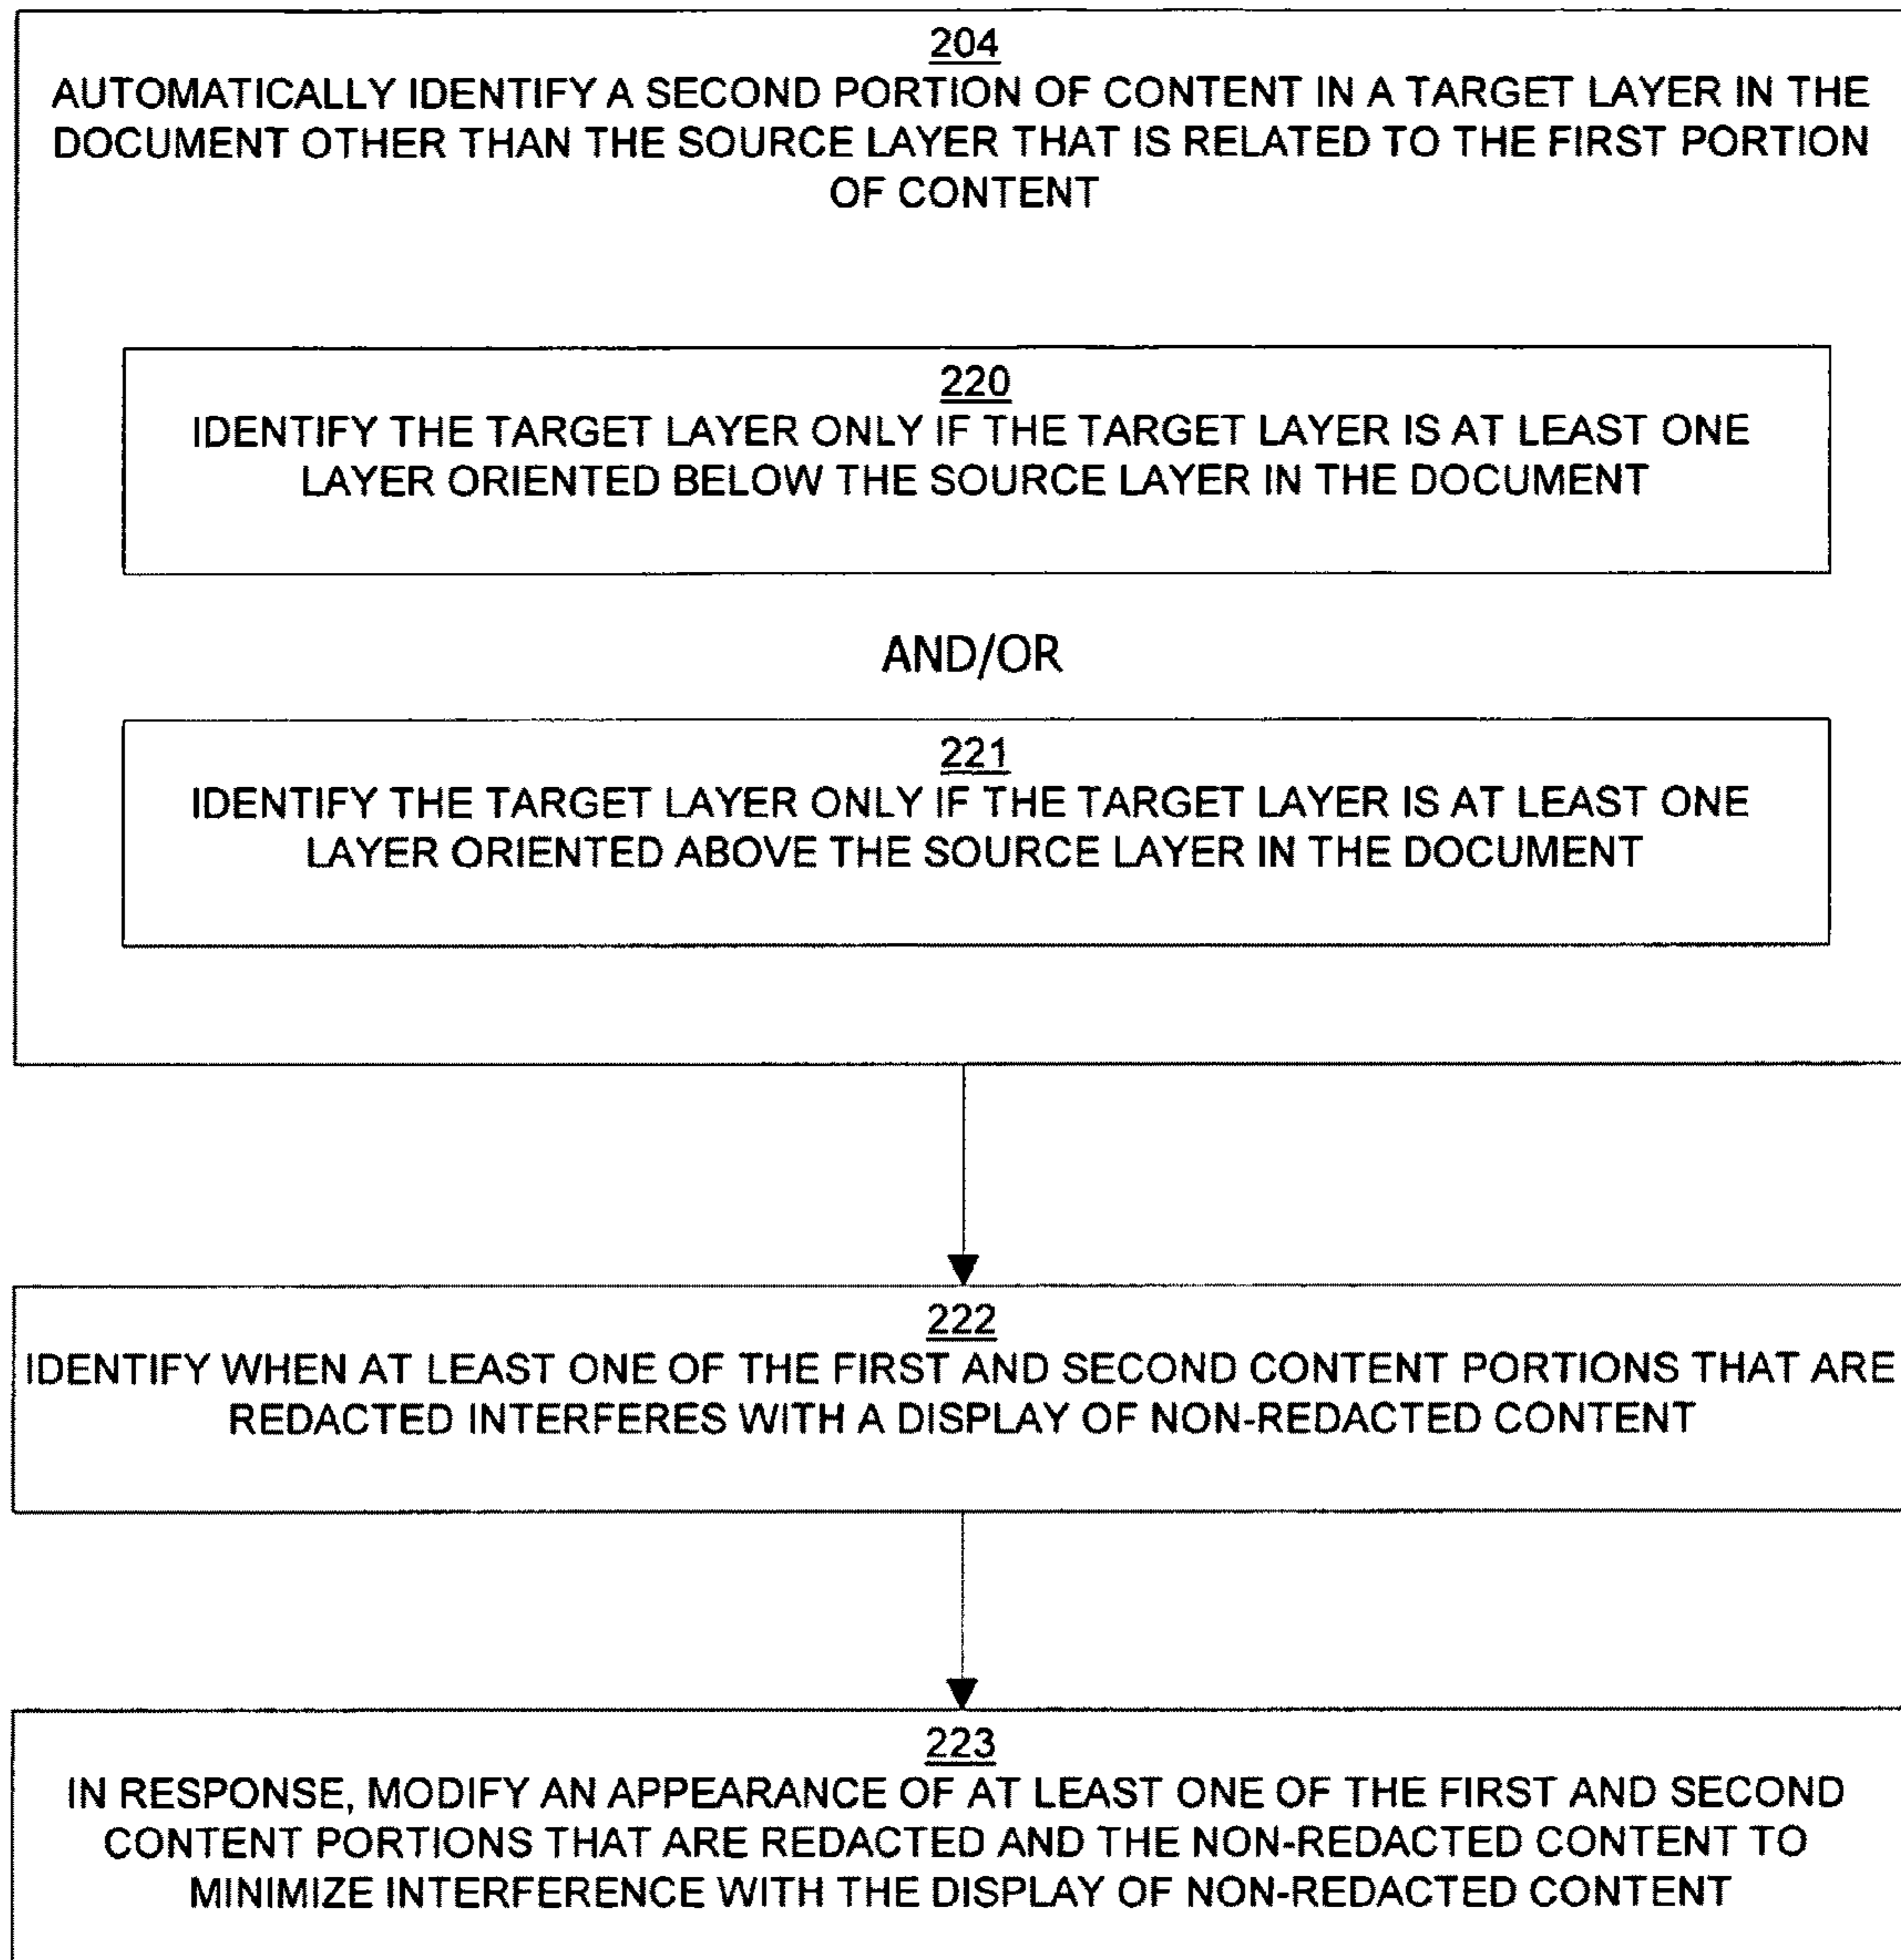 204
AUTOMATICALLY IDENTIFY A SECOND PORTION OF CONTENT IN A TARGET LAYER IN THE
DOCUMENT OTHER THAN THE SOURCE LAYER THAT IS RELATED TO THE FIRST PORTION
OF CONTENT
220
IDENTIFY THE TARGET LAYER ONLY IF THE TARGET LAYER IS AT LEAST ONE
LAYER ORIENTED BELOW THE SOURCE LAYER IN THE DOCUMENT
AND/OR
221
IDENTIFY THE TARGET LAYER ONLY IF THE TARGET LAYER IS AT LEAST ONE
LAYER ORIENTED ABOVE THE SOURCE LAYER IN THE DOCUMENT
222
IDENTIFY WHEN AT LEAST ONE OF THE FIRST AND SECOND CONTENT PORTIONS THAT ARE
REDACTED INTERFERES WITH A DISPLAY OF NON-REDACTED CONTENT
223
IN RESPONSE, MODIFY AN APPEARANCE OF AT LEAST ONE OF THE FIRST AND SECOND
CONTENT PORTIONS THAT ARE REDACTED AND THE NON-REDACTED CONTENT TO
MINIMIZE INTERFERENCE WITH THE DISPLAY OF NON-REDACTED CONTENT